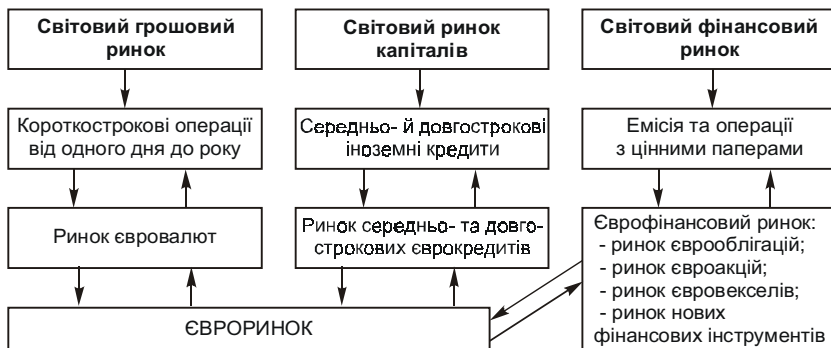 Світовий грошовий
ринок
Світовий ринок
капіталів
Світовий фінансовий
ринок
Короткострокові операції
від одного дня до року
Середньо- й довгострокові
іноземні кредити
Емісія та операції
з цінними паперами
Ринок євровалют
Ринок середньо- та довго-
строкових єврокредитів
Єврофінансовий ринок:
- ринок єврооблігацій;
- ринок євроакцій;
- ринок євровекселів;
- ринок нових
фінансових інструментів
ЄВРОРИНОК